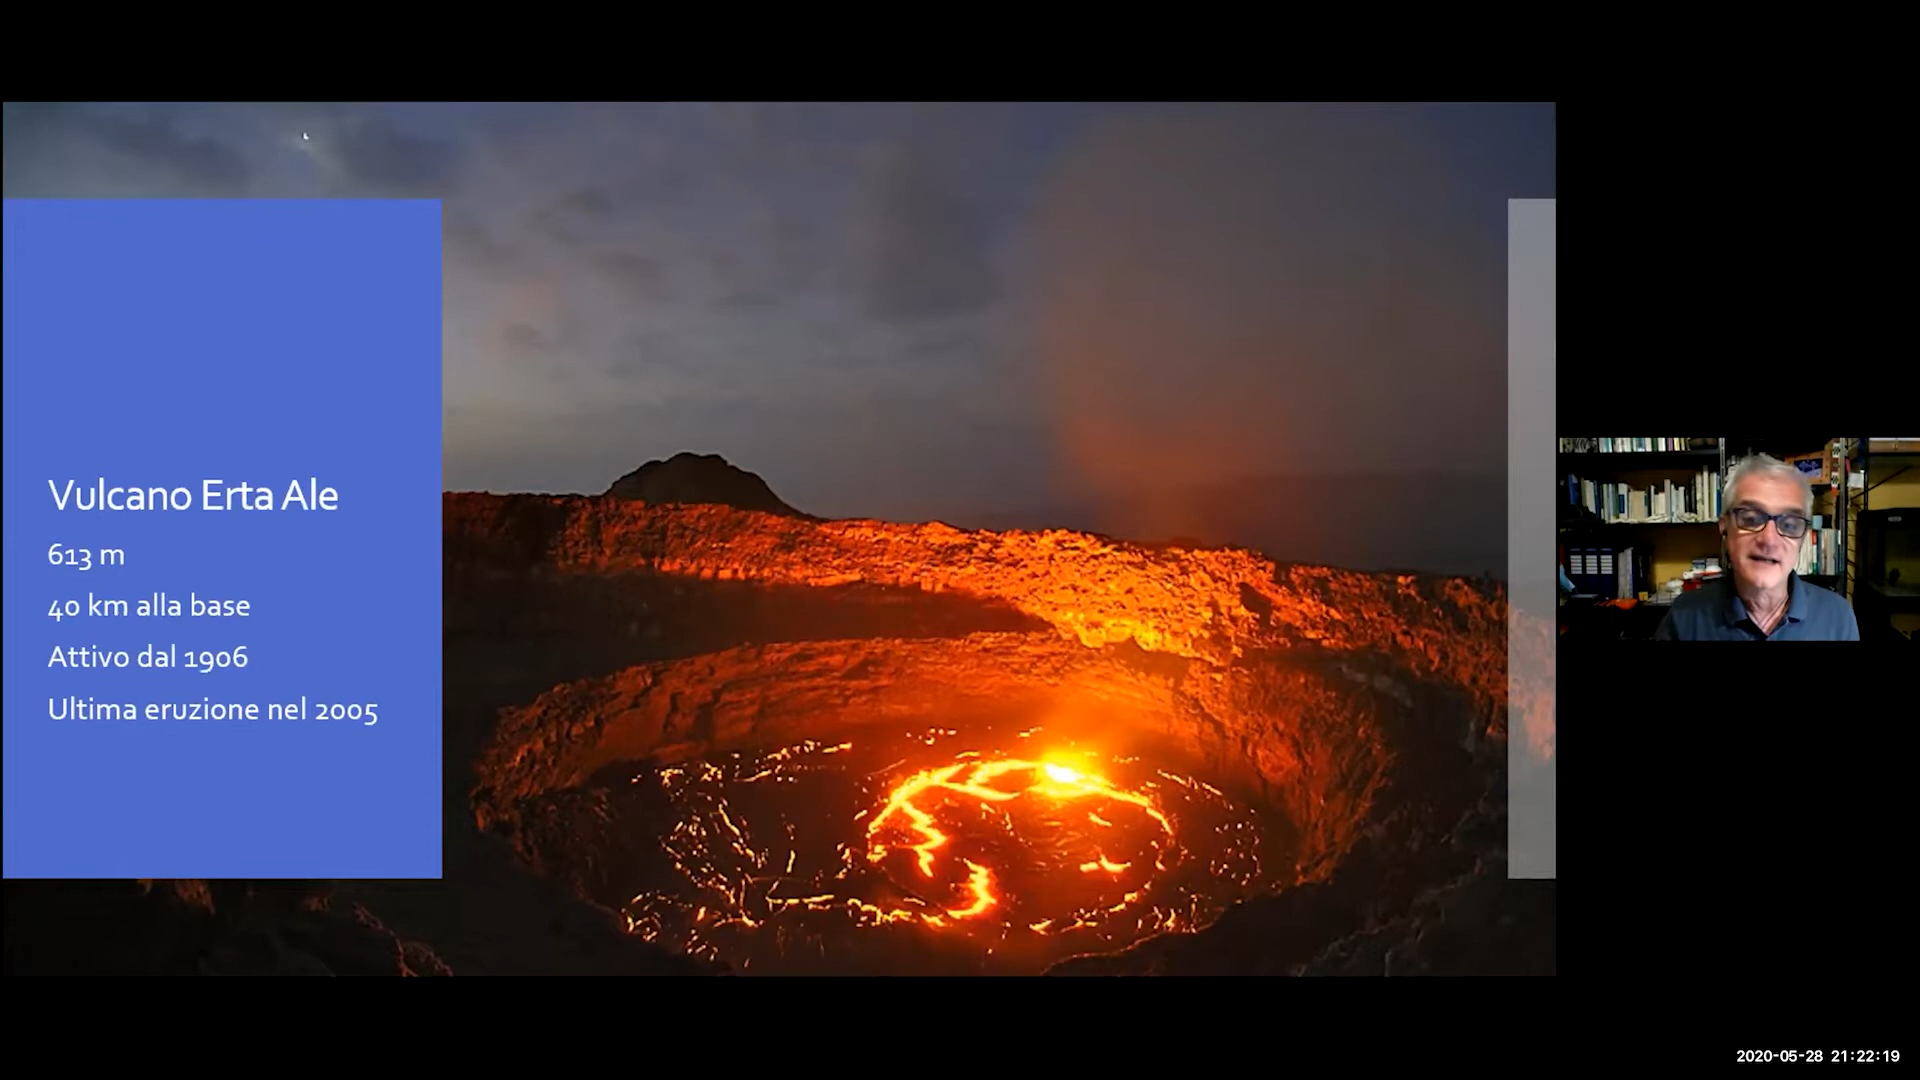 Vulcano Erta Ale
613 m
40 km alla base
Attivo dal 1906
Ultima eruzione nel 2005
2020-05-28 21:22:19